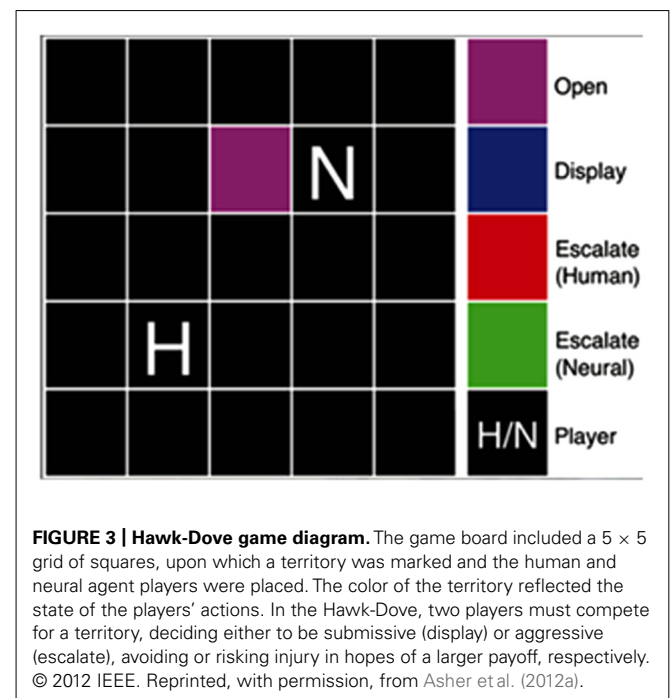 Open
N
Display
Escalate
(Human)
H
Escalate
(Neural)
H/N
Player
FIGURE 3 | Hawk-Dove game diagram. The game board included a 5 × 5
grid of squares, upon which a territory was marked and the human and
neural agent players were placed. The color of the territory reflected the
state of the players’ actions. In the Hawk-Dove, two players must compete
for a territory, deciding either to be submissive (display) or aggressive
(escalate), avoiding or risking injury in hopes of a larger payoff, respectively.
© 2012 IEEE. Reprinted, with permission, from Asher et al. (2012a).